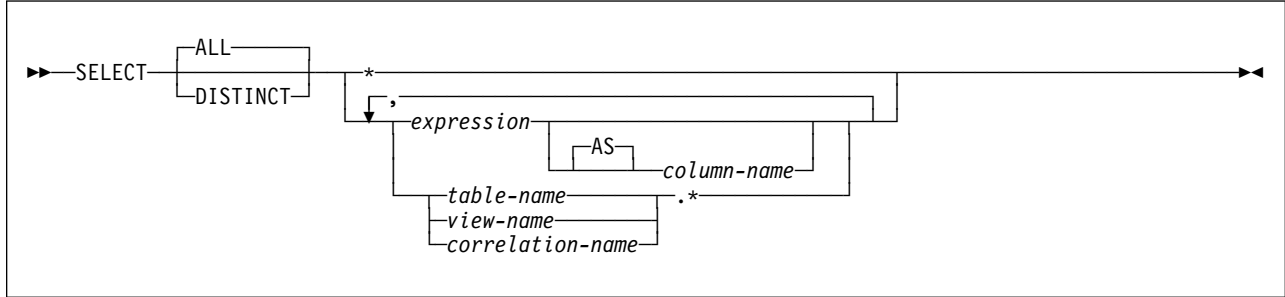 ALL
SELECT *
DISTINCT ,
expression
AS
column-name
table-name .*
view-name
correlation-name